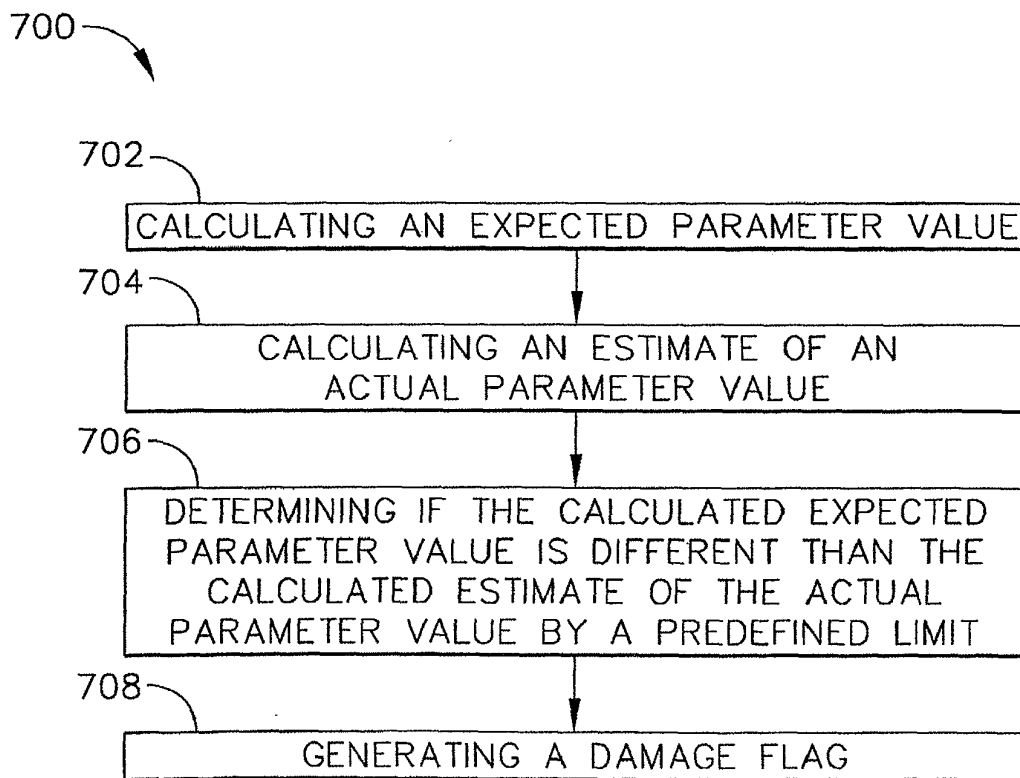 700
702
CALCULATING AN EXPECTED PARAMETER VALUE
704
CALCULATING AN ESTIMATE OF AN
ACTUAL PARAMETER VALUE
706
DETERMINING IF THE CALCULATED EXPECTED
PARAMETER VALUE IS DIFFERENT THAN THE
CALCULATED ESTIMATE OF THE ACTUAL
PARAMETER VALUE BY A PREDEFINED LIMIT
708
GENERATING A DAMAGE FLAG